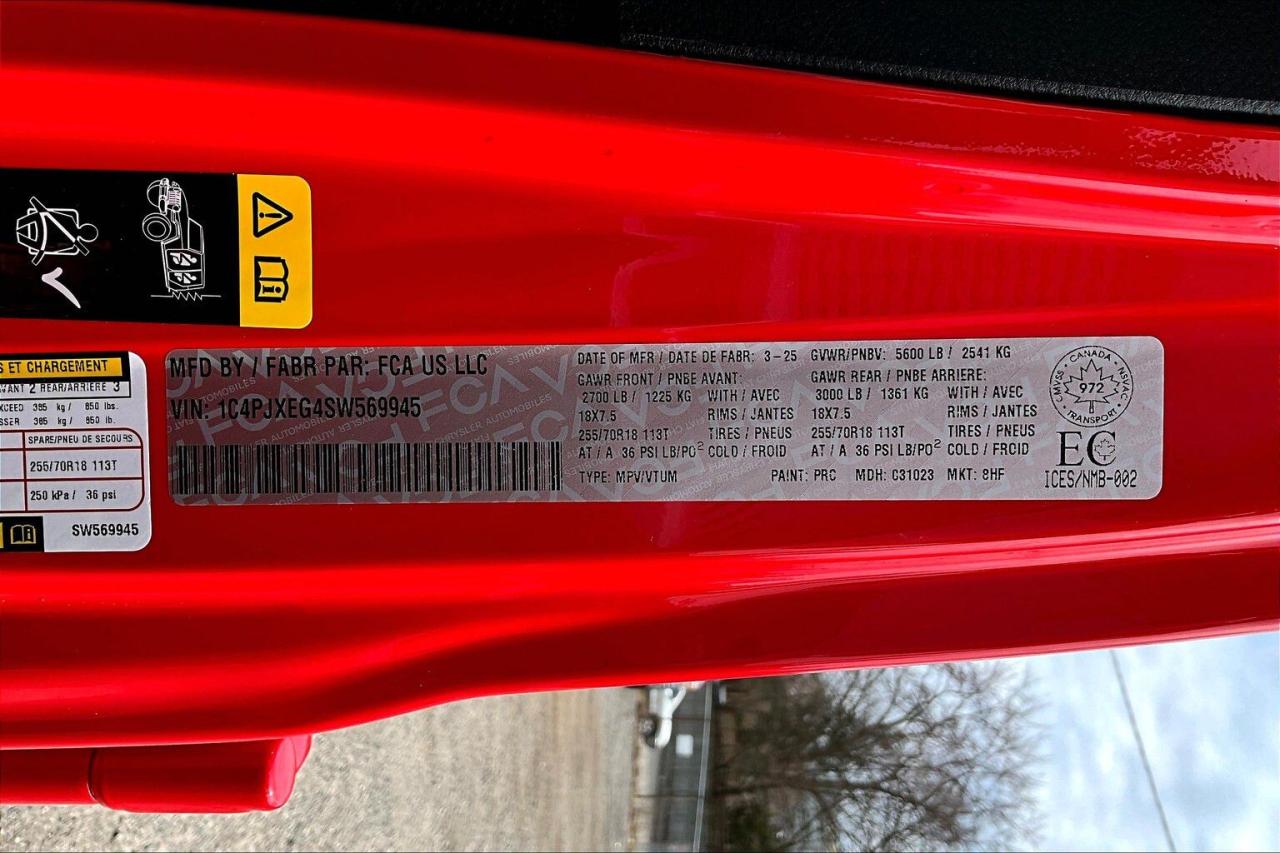 S ET CHARGEMENT
VANT 2 REAR/ARRIÈRE 3
XCEED 385 kg / 850 lbs.
SSER 385 kg / 850 lb.
SPARE/PNEU DE SECOURS
255/70R18 113T
250 kPa / 36 psi
SW569945
MFD BY / FABR PAR: FCA US LLC
VIN: 1C4PJXEG4SW569945
DATE OF MFR / DATE DE FABR: 3-25 GVWR/PNBV: 5600 LB / 2541 KG
GAWR FRONT / PNBE AVANT: GAWR REAR / PNBE ARRIERE:
2700 LB / 1225 KG WITH / AVEC 3000 LB / 1361 KG WITH / AVEC
18X7.5 RIMS / JANTES 18X7.5 RIMS / JANTES
255/70R18 113T TIRES / PNEUS 255/70R18 113T TIRES / PNEUS
AT / A 36 PSI LB/PO² COLD / FROID AT / A 36 PSI LB/PO² COLD / FROID
TYPE: MPV/VTUM PAINT: PRC MDH: C31023 MKT: 8HF
CANADA
CMVSS 972 NSVAC
TRANSPORT
EC
ICES/NMB-002